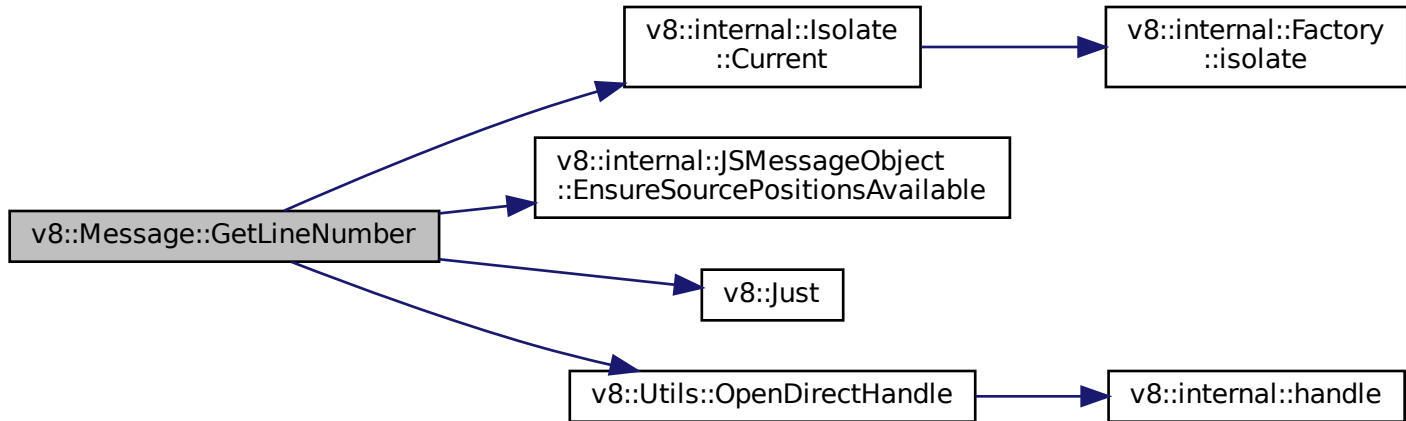 v8::Message::GetLineNumber
v8::internal::Isolate
::Current
v8::internal::Factory
::isolate
v8::internal::JSMessageObject
::EnsureSourcePositionsAvailable
v8::Just
v8::Utils::OpenDirectHandle
v8::internal::handle